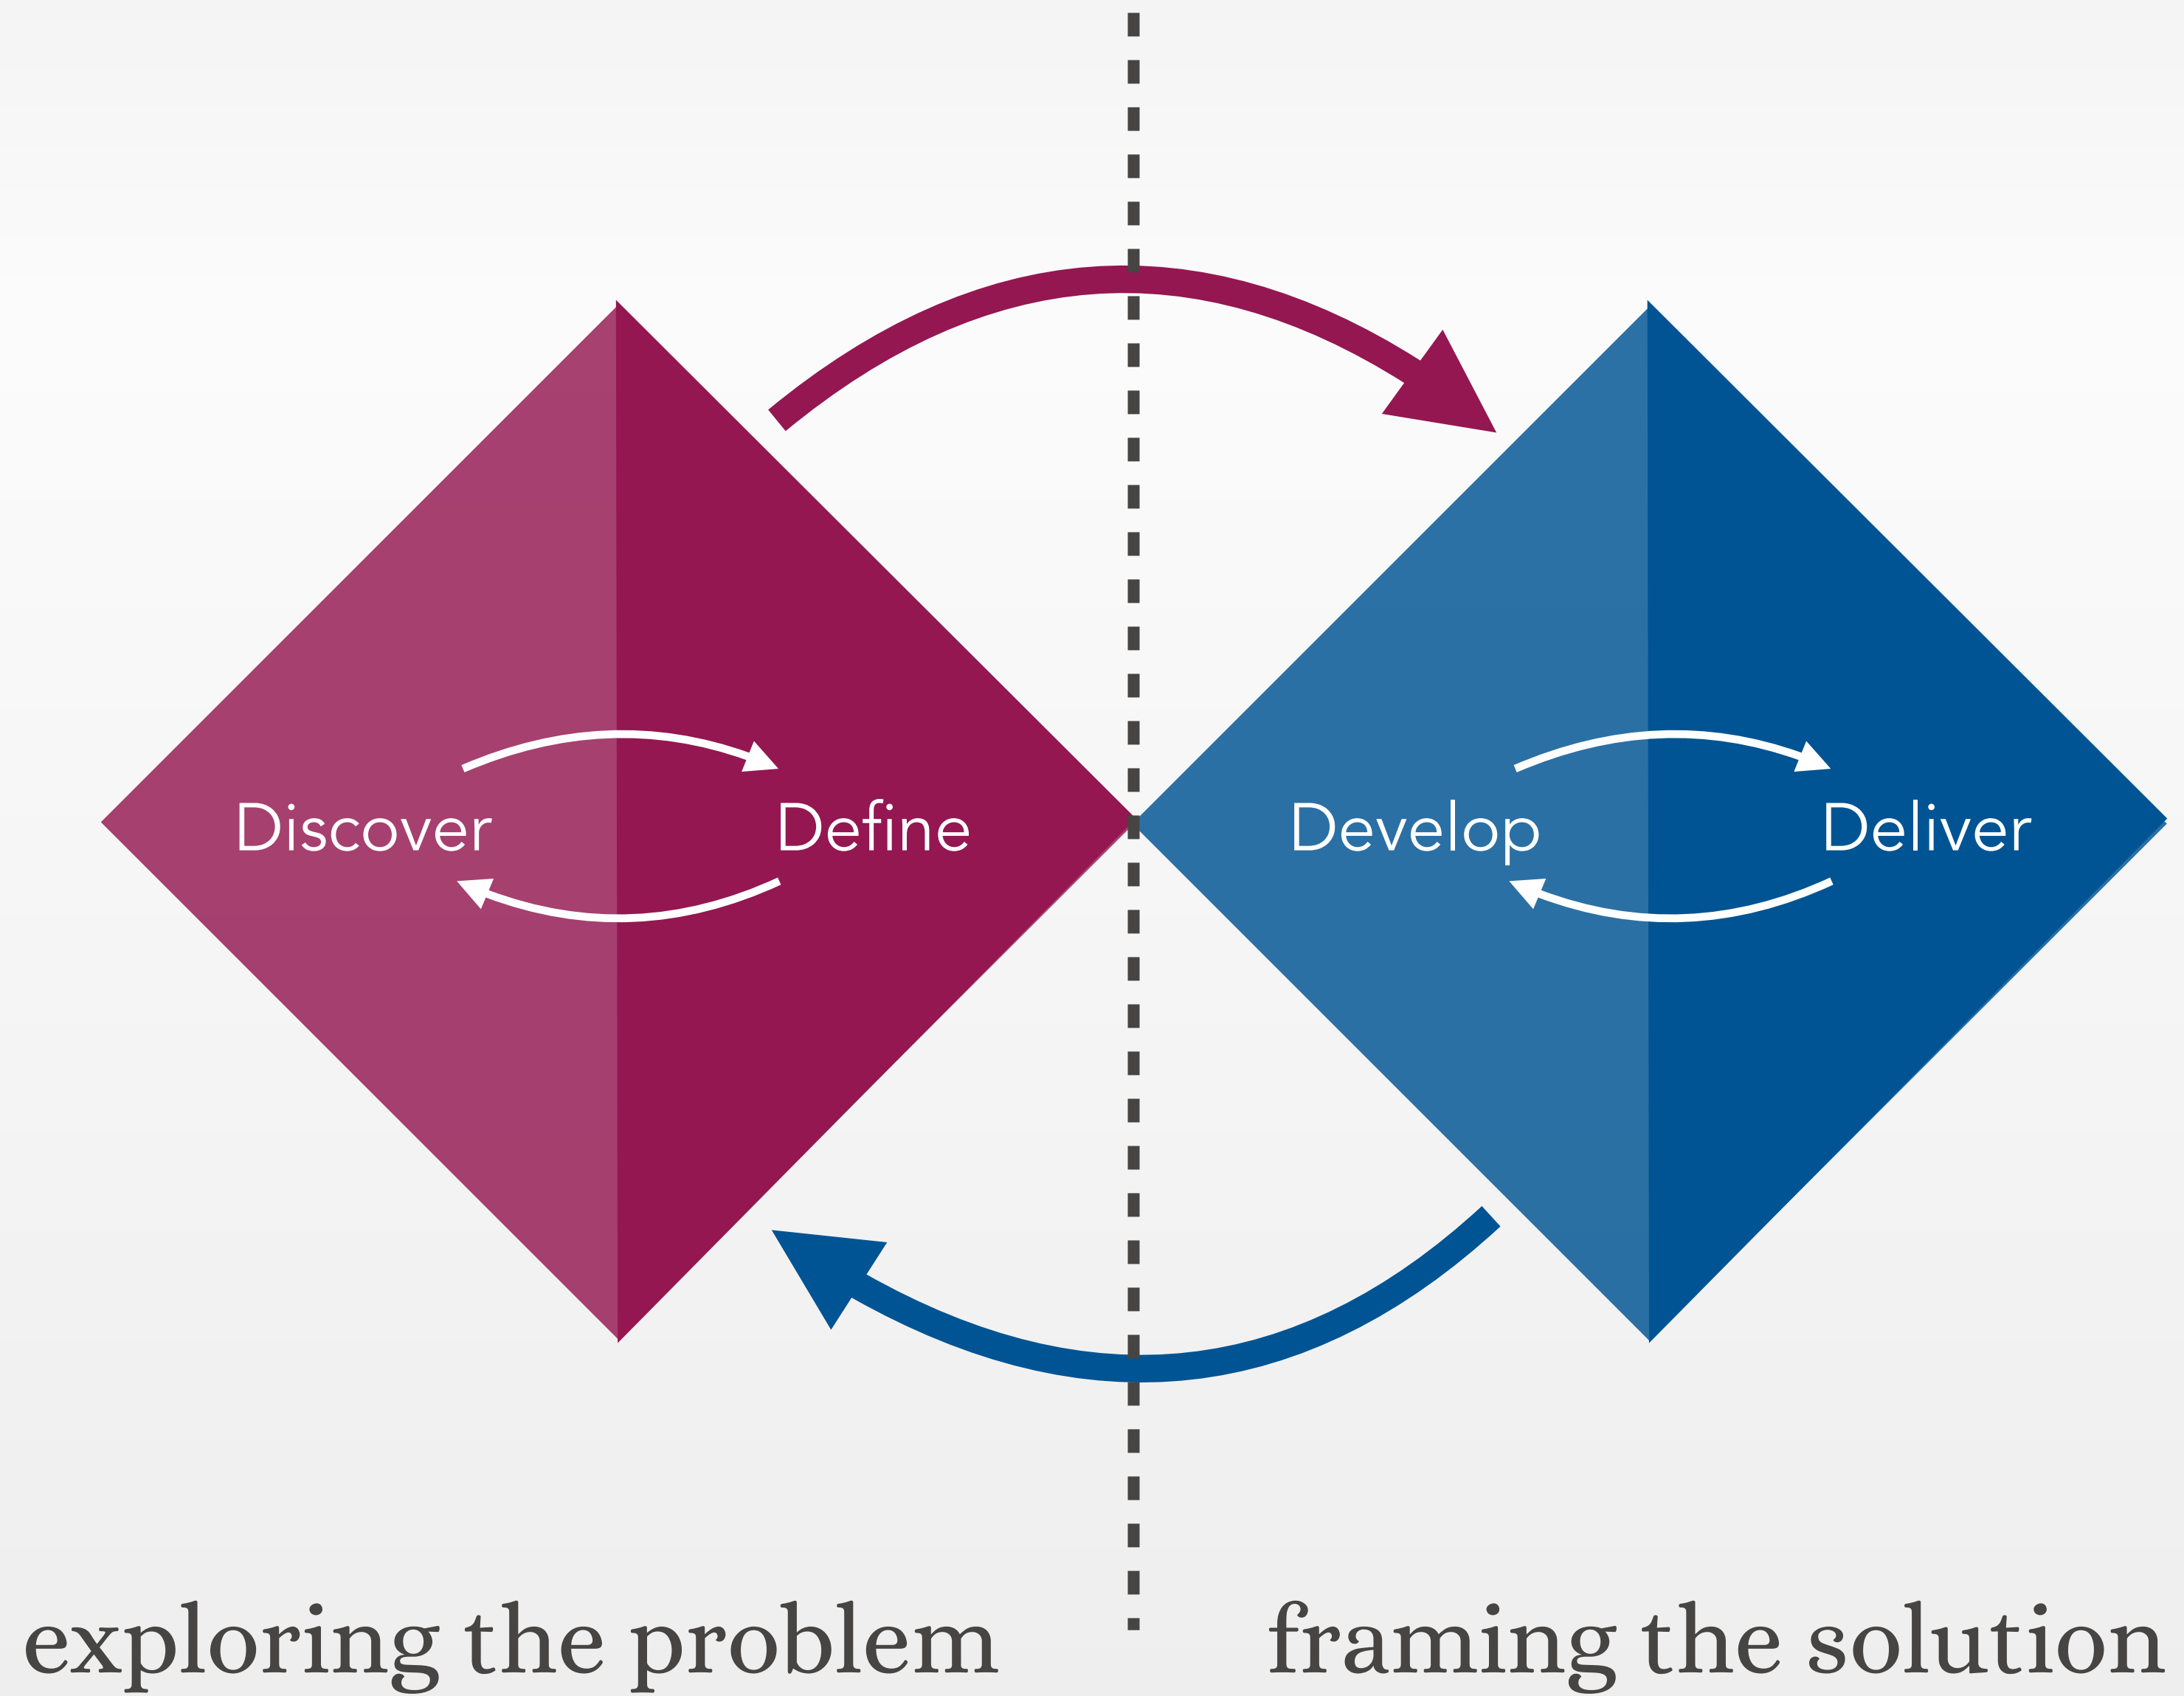 Discover
Define
Develop
Deliver
exploring the problem
framing the solution